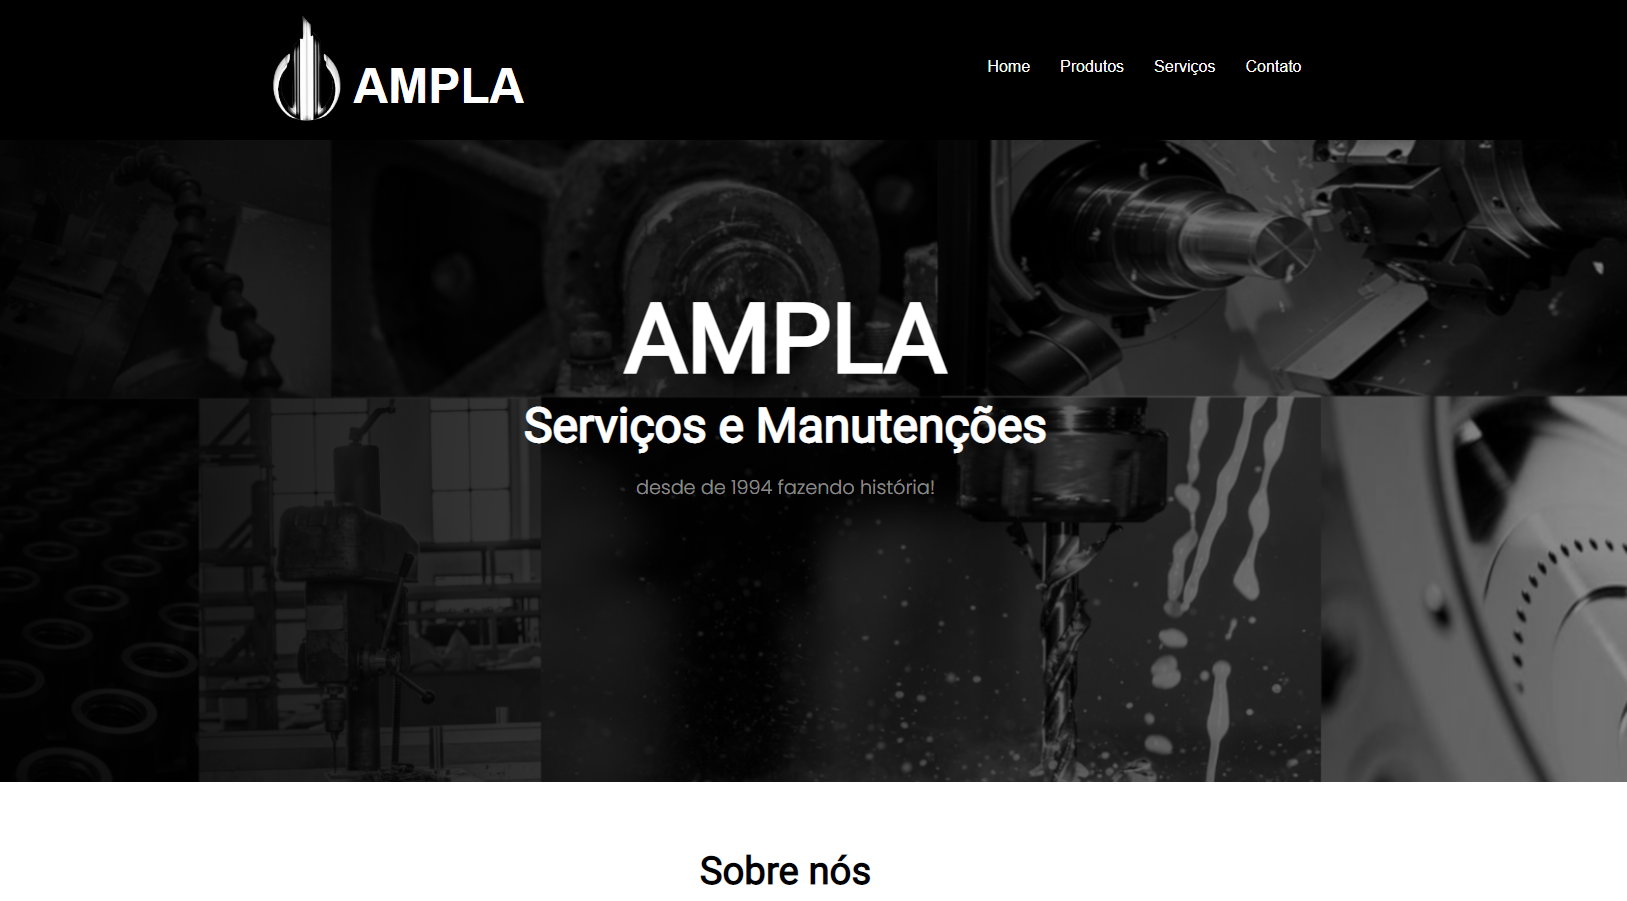 AMPLA
Home Produtos Serviços Contato
AMPLA
Serviços e Manutenções
desde de 1994 fazendo história!
Sobre nós